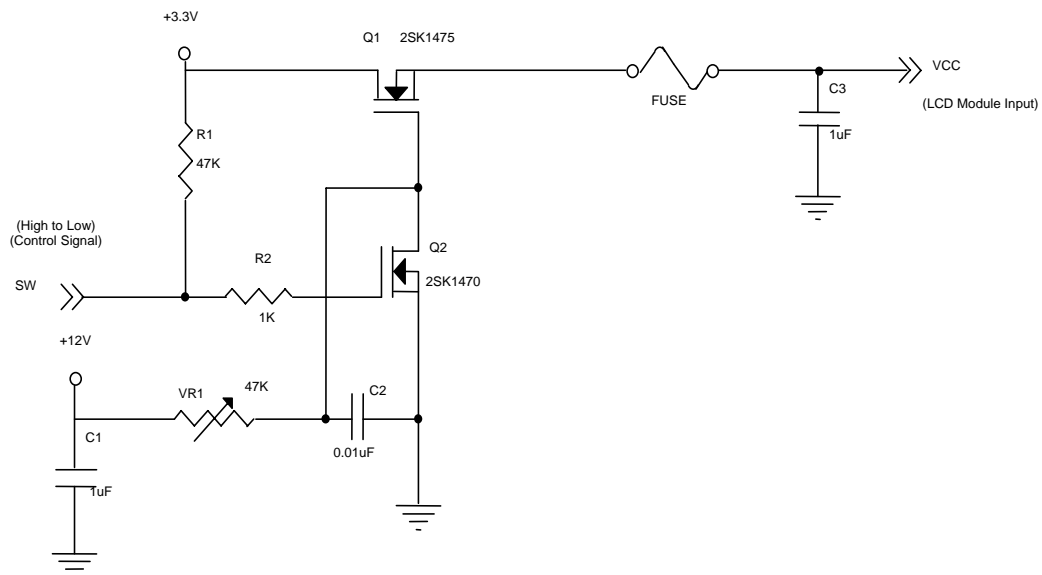 +3.3V
Q1 2SK1475
VCC
FUSE
C3
(LCD Module Input)
R1
1uF
47K
(High to Low)
(Control Signal)
Q2
R2
SW
2SK1470
1K
+12V
VR1
47K
C2
C1
0.01uF
1uF